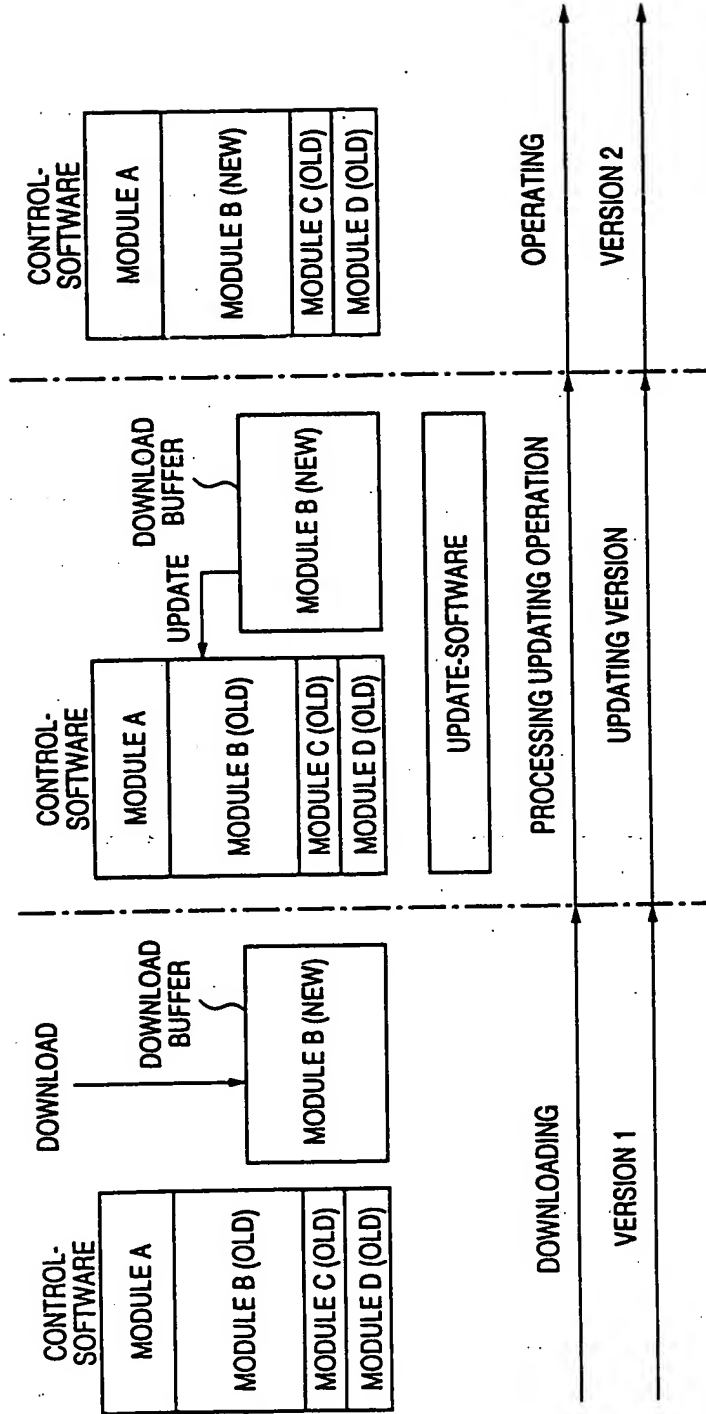 CONTROL-
SOFTWARE
MODULE A
MODULE B (OLD)
MODULE C (OLD)
MODULE D (OLD)
DOWNLOAD
DOWNLOAD
BUFFER
MODULE B (NEW)
DOWNLOADING
VERSION 1
CONTROL-
SOFTWARE
MODULE A
MODULE B (OLD)
MODULE C (OLD)
MODULE D (OLD)
UPDATE
DOWNLOAD
BUFFER
MODULE B (NEW)
UPDATE-SOFTWARE
PROCESSING UPDATING OPERATION
UPDATING VERSION
CONTROL-
SOFTWARE
MODULE A
MODULE B (NEW)
MODULE C (OLD)
MODULE D (OLD)
OPERATING
VERSION 2